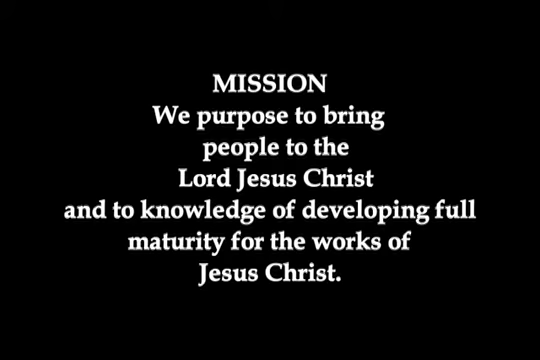 MISSION
We purpose to bring
people to the
Lord Jesus Christ
and to knowledge of developing full
maturity for the works of
Jesus Christ.